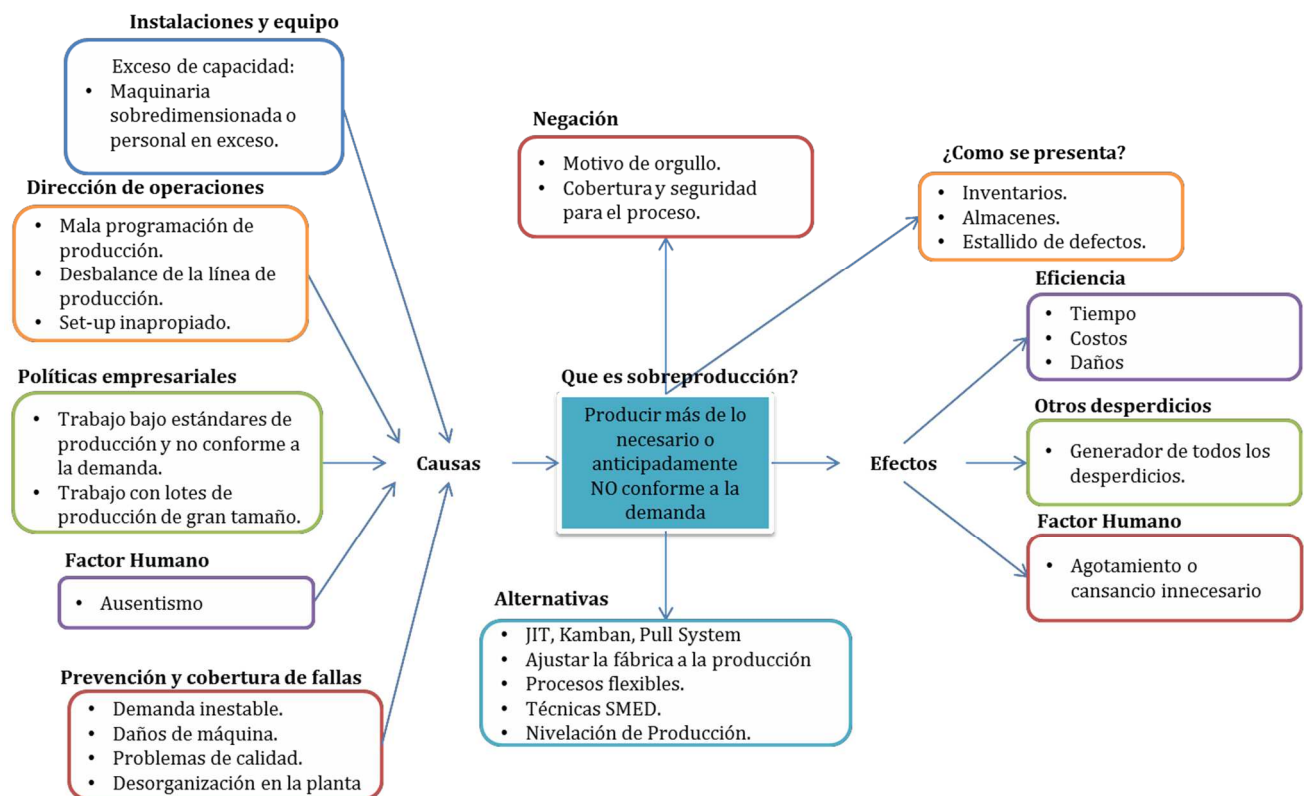 Instalaciones y equipo
Exceso de capacidad:
• Maquinaria
sobredimensionada o
personal en exceso.
Dirección de operaciones
• Mala programación de
producción.
• Desbalance de la línea de
producción.
• Set-up inapropiado.
Políticas empresariales
• Trabajo bajo estándares de
producción y no conforme a
la demanda.
• Trabajo con lotes de
producción de gran tamaño.
Factor Humano
• Ausentismo
Prevención y cobertura de fallas
• Demanda inestable.
• Daños de máquina.
• Problemas de calidad.
• Desorganización en la planta
Causas
Negación
• Motivo de orgullo.
• Cobertura y seguridad
para el proceso.
Que es sobreproducción?
Producir más de lo
necesario o
anticipadamente
NO conforme a la
demanda
Alternativas
• JIT, Kamban, Pull System
• Ajustar la fábrica a la producción
• Procesos flexibles.
• Técnicas SMED.
• Nivelación de Producción.
¿Como se presenta?
• Inventarios.
• Almacenes.
• Estallido de defectos.
Efectos
Eficiencia
• Tiempo
• Costos
• Daños
Otros desperdicios
• Generador de todos los
desperdicios.
Factor Humano
• Agotamiento o
cansancio innecesario